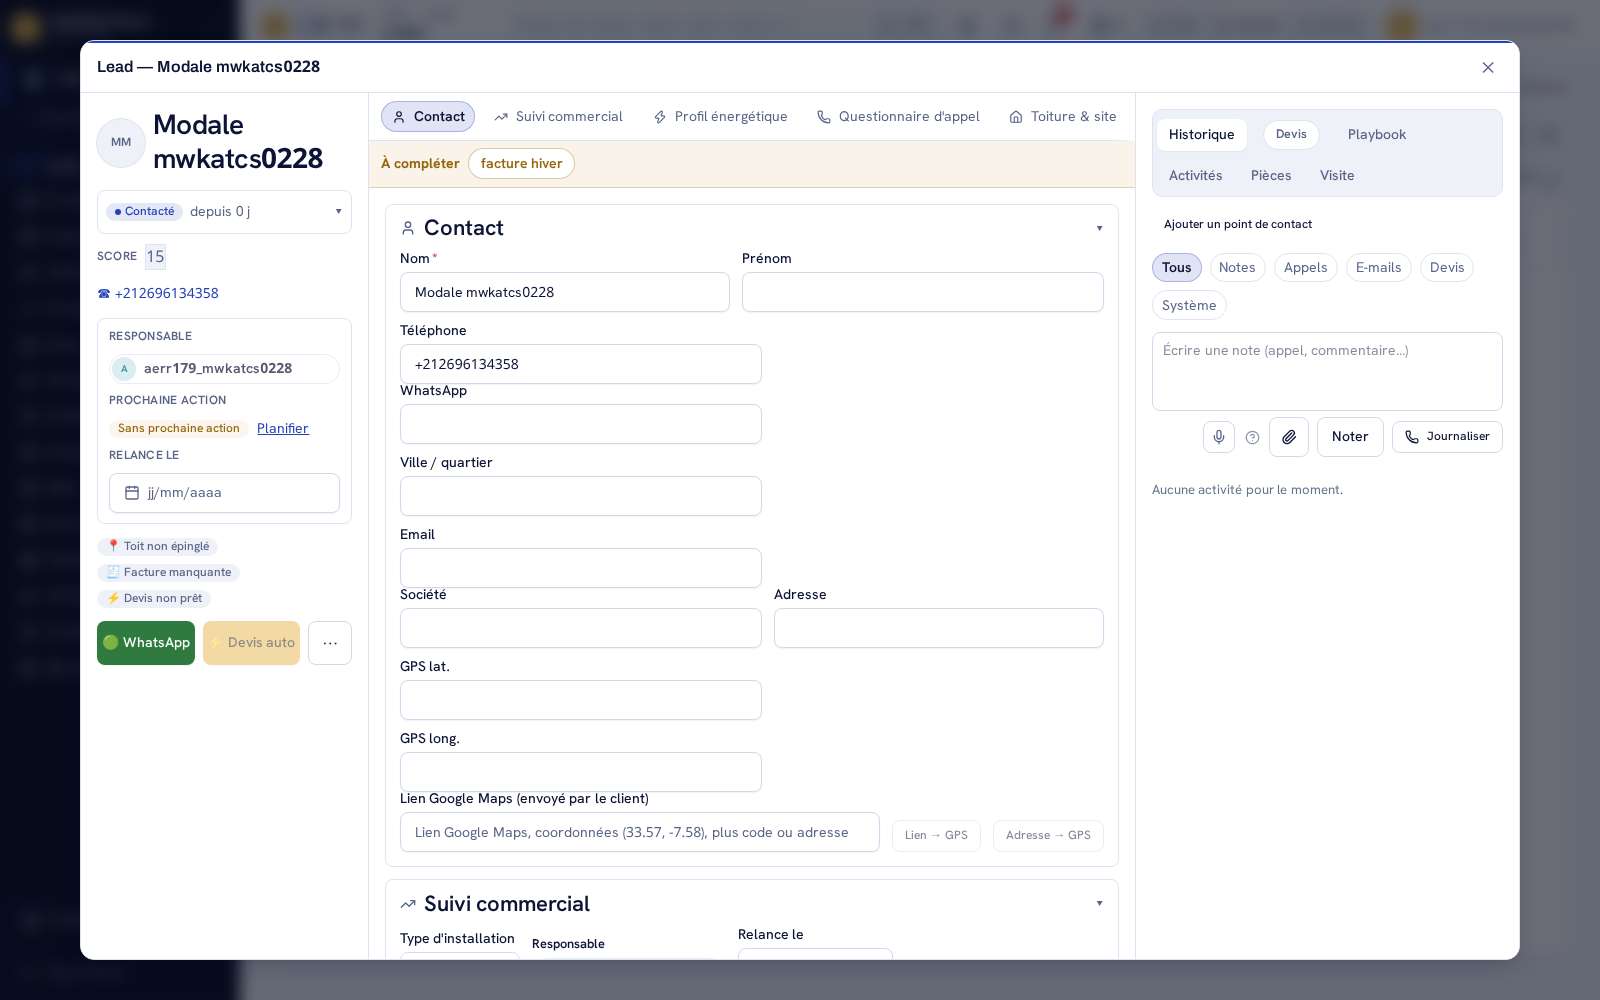 Lead — Modale mwkatcs0228
MM
Modale
mwkatcs0228
Contacté depuis 0 j
SCORE 15
☎ +212696134358
RESPONSABLE
A aerr179_mwkatcs0228
PROCHAINE ACTION
Sans prochaine action Planifier
RELANCE LE
jj/mm/aaaa
📍 Toit non épinglé
🧾 Facture manquante
⚡ Devis non prêt
🟢 WhatsApp ⚡ Devis auto ⋯
Contact Suivi commercial Profil énergétique Questionnaire d'appel Toiture & site
À compléter facture hiver
Contact
Nom * Prénom
Modale mwkatcs0228
Téléphone
+212696134358
WhatsApp
Ville / quartier
Email
Société Adresse
GPS lat.
GPS long.
Lien Google Maps (envoyé par le client)
Lien Google Maps, coordonnées (33.57, -7.58), plus code ou adresse Lien → GPS Adresse → GPS
Suivi commercial
Type d'installation Responsable Relance le
Historique Devis Playbook
Activités Pièces Visite
Ajouter un point de contact
Tous Notes Appels E-mails Devis
Système
Écrire une note (appel, commentaire…)
Noter Journaliser
Aucune activité pour le moment.